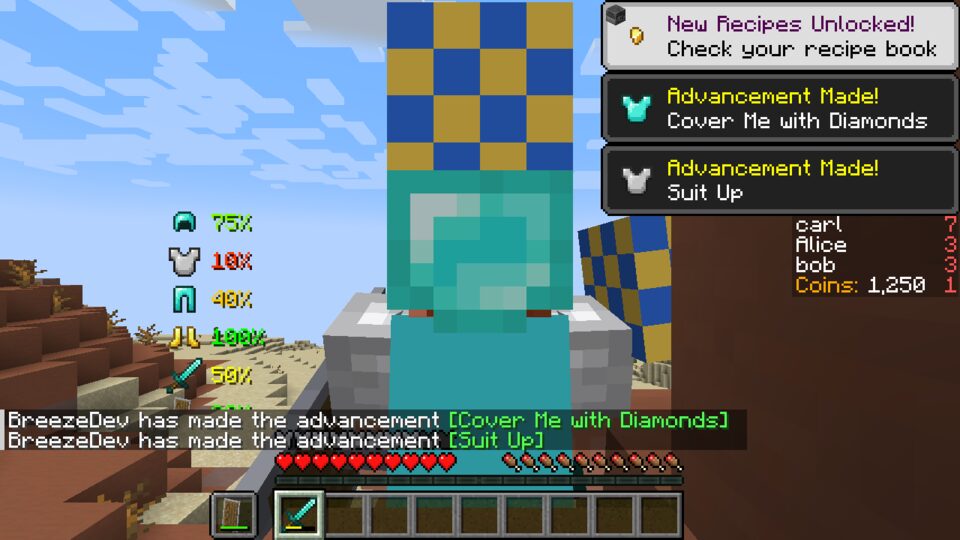 New Recipes Unlocked!
Check your recipe book
Advancement Made!
Cover Me with Diamonds
Advancement Made!
Suit Up
carl 7
Alice 3
bob 3
Coins: 1,250 1
75%
10%
40%
100%
50%
BreezeDev has made the advancement [Cover Me with Diamonds]
BreezeDev has made the advancement [Suit Up]